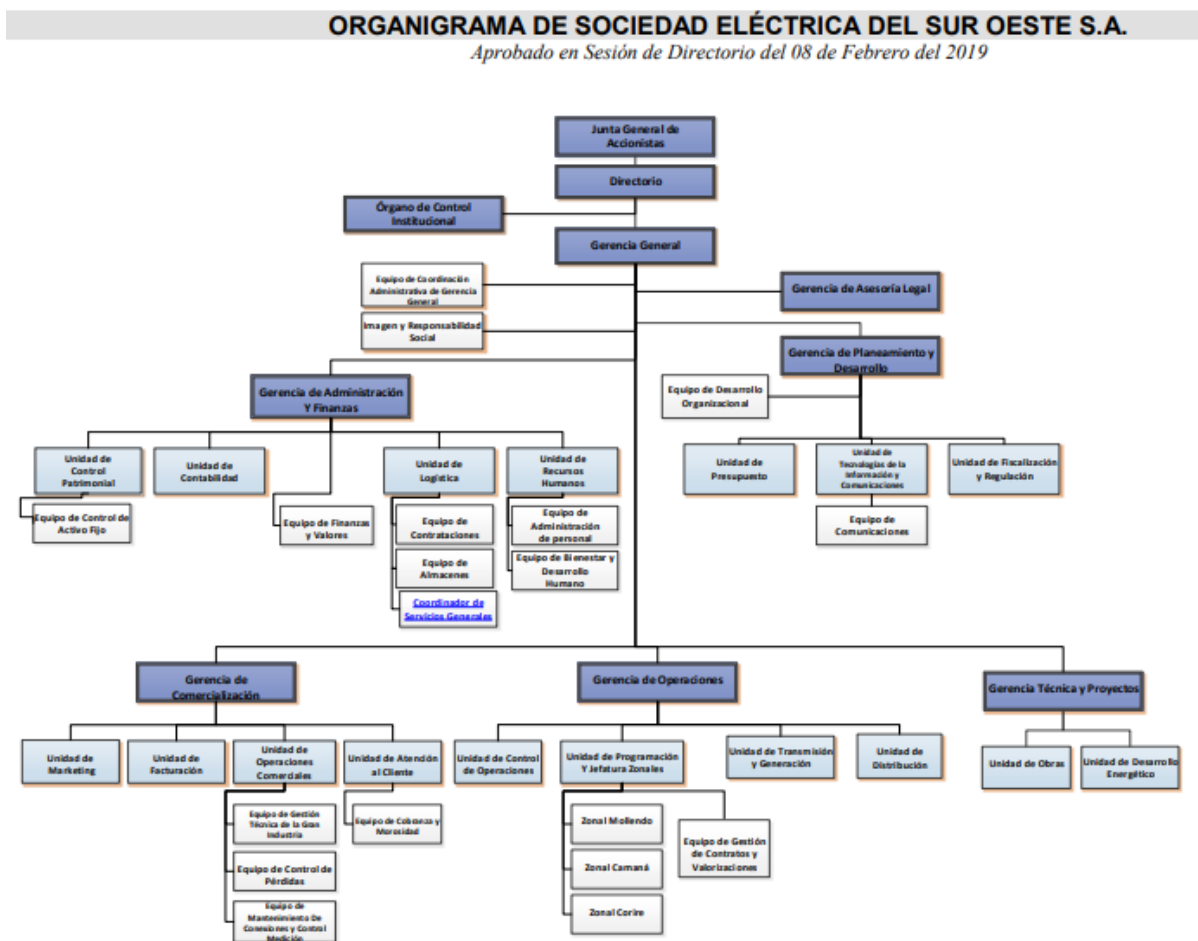 ORGANIGRAMA DE SOCIEDAD ELÉCTRICA DEL SUR OESTE S.A.
Aprobado en Sesión de Directorio del 08 de Febrero del 2019
Junta General de
Accionistas
Directorio
Órgano de Control
Institucional
Gerencia General
Equipo de Coordinación
Administrativa de Gerencia
General
Gerencia de Asesoría Legal
Imagen y Responsabilidad
Social
Gerencia de Planeamiento y
Desarrollo
Gerencia de Administración
Y Finanzas
Equipo de Desarrollo
Organizacional
Unidad de
Control
Patrimonial
Unidad de
Contabilidad
Unidad de
Logística
Unidad de
Recursos
Humanos
Unidad de
Presupuesto
Unidad de
Tecnologías de la
Información y
Comunicaciones
Unidad de Fiscalización
y Regulación
Equipo de Control de
Activo Fijo
Equipo de Finanzas
y Valores
Equipo de
Contrataciones
Equipo de
Administración
de personal
Equipo de
Comunicaciones
Equipo de
Almacenes
Equipo de Bienestar y
Desarrollo
Humano
Coordinador de
Servicios Generales
Gerencia de
Comercialización
Gerencia de Operaciones
Gerencia Técnica y Proyectos
Unidad de
Marketing
Unidad de
Facturación
Unidad de
Operaciones
Comerciales
Unidad de Atención
al Cliente
Unidad de Control
de Operaciones
Unidad de Programación
Y Jefatura Zonales
Unidad de Transmisión
y Generación
Unidad de
Distribución
Unidad de Obras
Unidad de Desarrollo
Energético
Equipo de Gestión
Técnica de la Gran
Industria
Equipo de Cobranza y
Morosidad
Zonal Mollendo
Equipo de Gestión
de Contratos y
Valorizaciones
Equipo de Control de
Pérdidas
Zonal Camaná
Equipo de
Mantenimiento De
Conexiones y Control
Medición
Zonal Corire